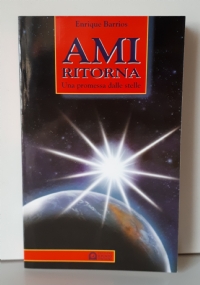 Enrique Barrios
AMI
RITORNA
Una promessa dalle stelle